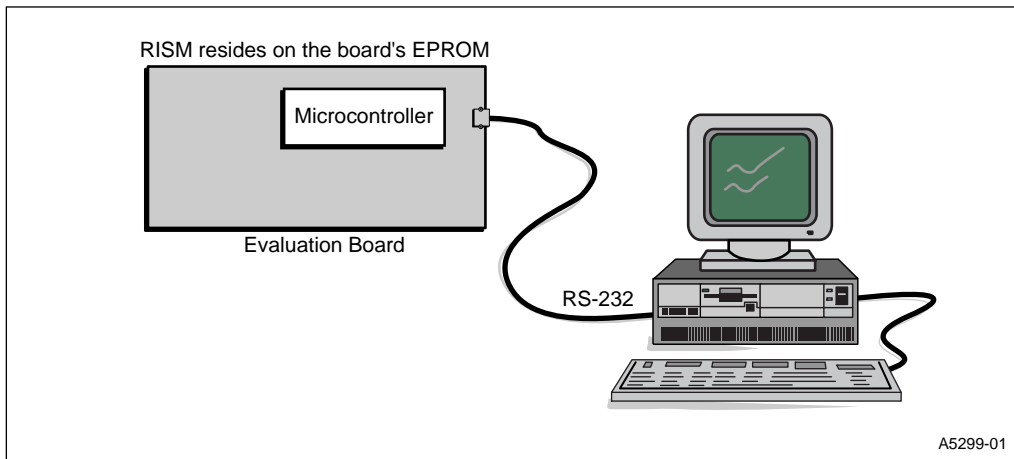 RISM resides on the board's EPROM
Microcontroller
Evaluation Board
RS-232
A5299-01